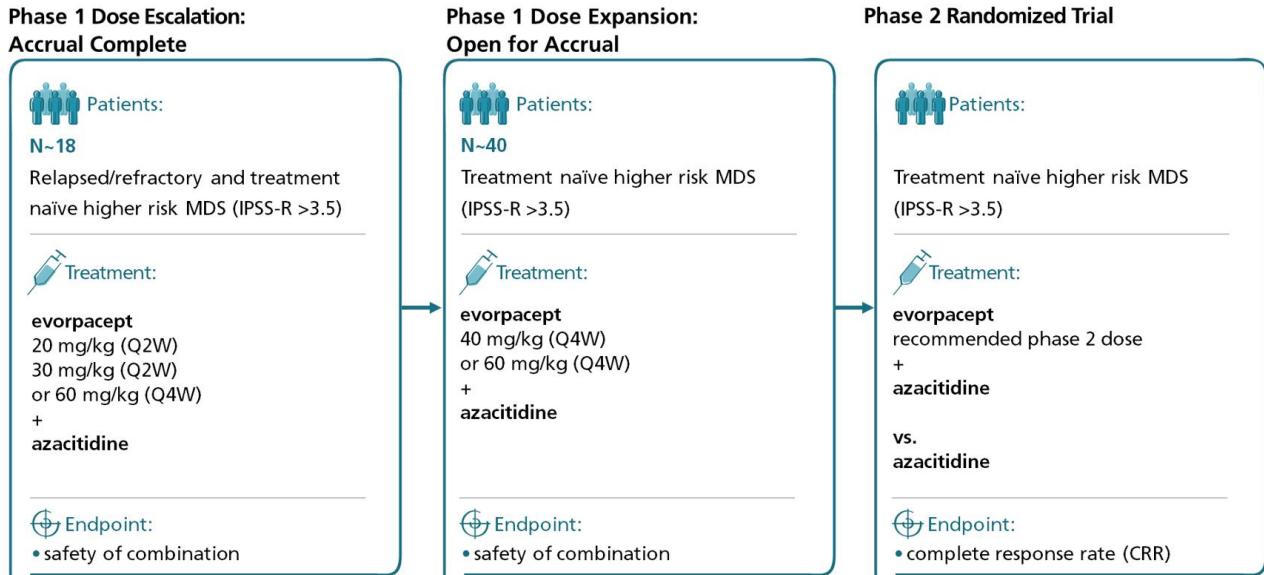 Phase 1 Dose Escalation:
Accrual Complete
Patients:
N~18
Relapsed/refractory and treatment
naïve higher risk MDS (IPSS-R >3.5)
Treatment:
evorpacept
20 mg/kg (Q2W)
30 mg/kg (Q2W)
or 60 mg/kg (Q4W)
+
azacitidine
Endpoint:
• safety of combination
Phase 1 Dose Expansion:
Open for Accrual
Patients:
N~40
Treatment naïve higher risk MDS
(IPSS-R >3.5)
Treatment:
evorpacept
40 mg/kg (Q4W)
or 60 mg/kg (Q4W)
+
azacitidine
Endpoint:
• safety of combination
Phase 2 Randomized Trial
Patients:
Treatment naïve higher risk MDS
(IPSS-R >3.5)
Treatment:
evorpacept
recommended phase 2 dose
+
azacitidine
vs.
azacitidine
Endpoint:
• complete response rate (CRR)